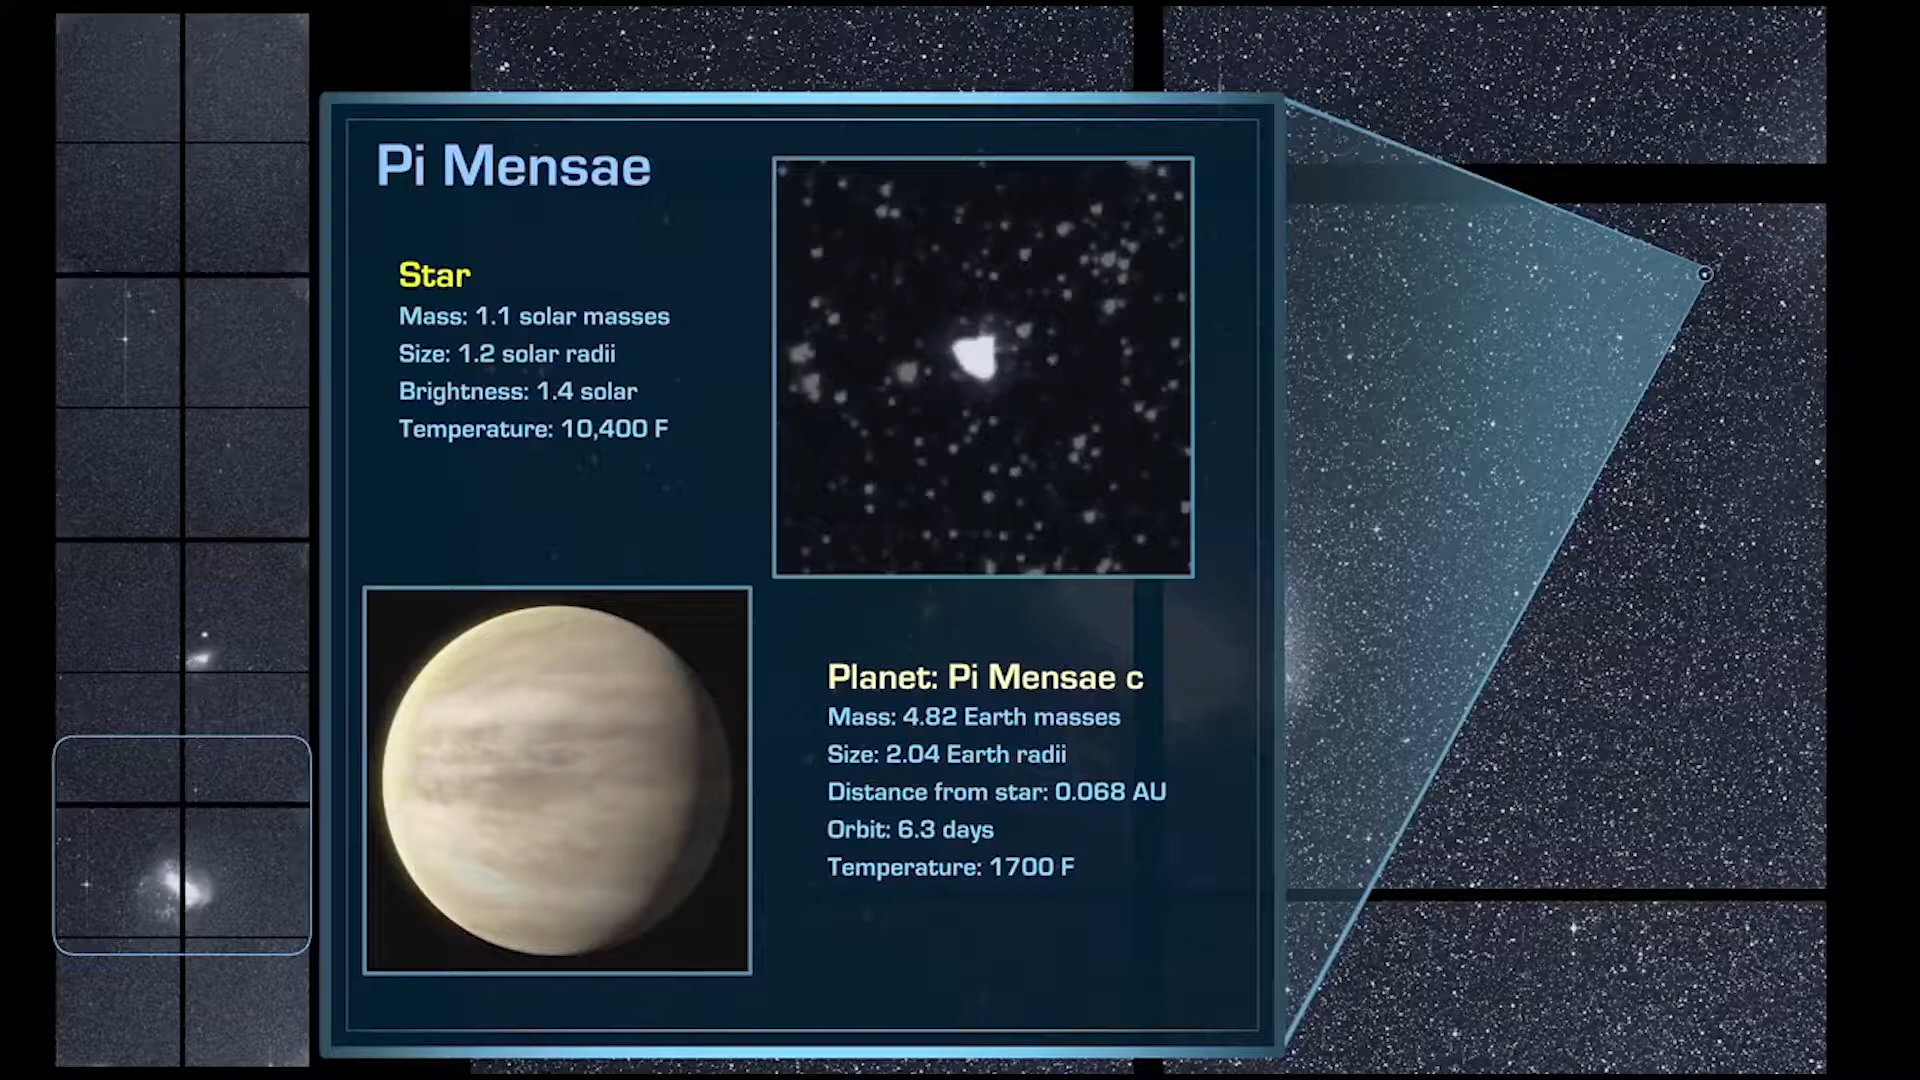 Pi Mensae
Star
Mass: 1.1 solar masses
Size: 1.2 solar radii
Brightness: 1.4 solar
Temperature: 10,400 F
Planet: Pi Mensae c
Mass: 4.82 Earth masses
Size: 2.04 Earth radii
Distance from star: 0.068 AU
Orbit: 6.3 days
Temperature: 1700 F